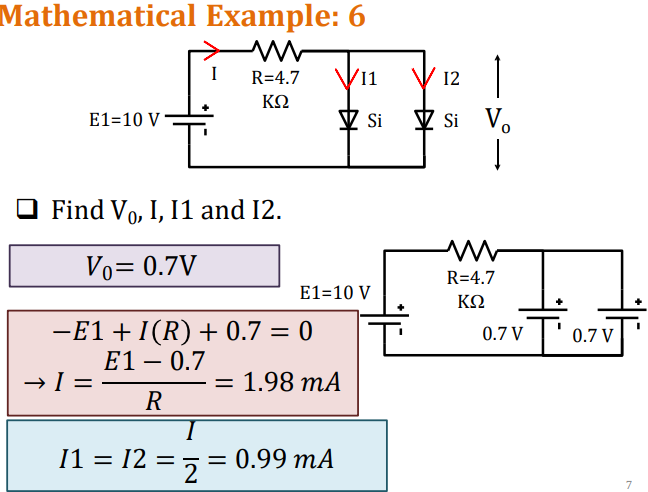 Mathematical Example: 6
I
R=4.7
KΩ
I1
I2
E1=10 V
+
-
Si
Si
V₀
❑ Find V₀, I, I1 and I2.
V₀= 0.7V
−E1 + I(R) + 0.7 = 0
→ I = (E1 − 0.7)/R = 1.98 mA
I1 = I2 = I/2 = 0.99 mA
R=4.7
KΩ
E1=10 V
+
-
0.7 V
+
-
0.7 V
+
-
7